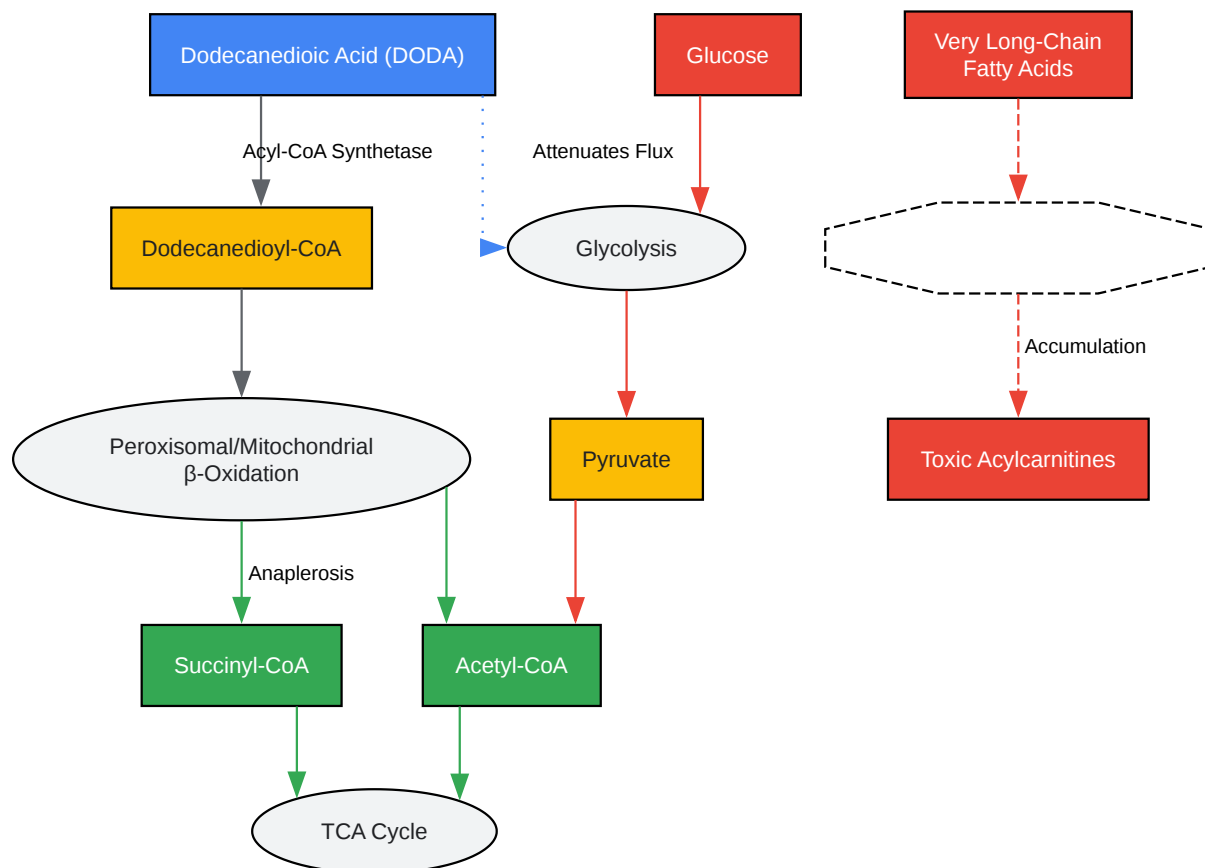 Dodecanedioic Acid (DODA)
Glucose
Very Long-Chain
Fatty Acids
Acyl-CoA Synthetase
Attenuates Flux
Dodecanedioyl-CoA
Glycolysis
Accumulation
Peroxisomal/Mitochondrial
β-Oxidation
Pyruvate
Toxic Acylcarnitines
Anaplerosis
Succinyl-CoA
Acetyl-CoA
TCA Cycle